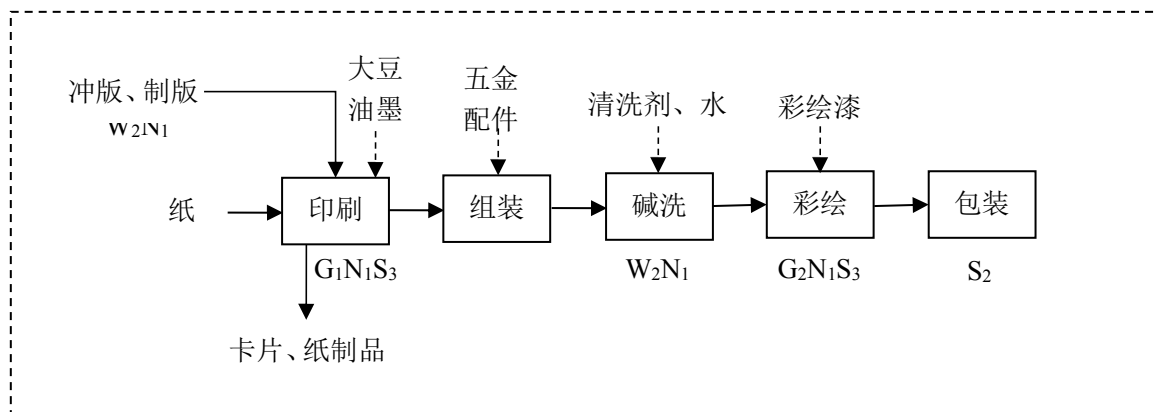 大豆
油墨
五金
配件
冲版、制版
W₂N₁
清洗剂、水
彩绘漆
纸
印刷
组装
碱洗
彩绘
包装
G₁N₁S₃
W₂N₁
G₂N₁S₃
S₂
卡片、纸制品